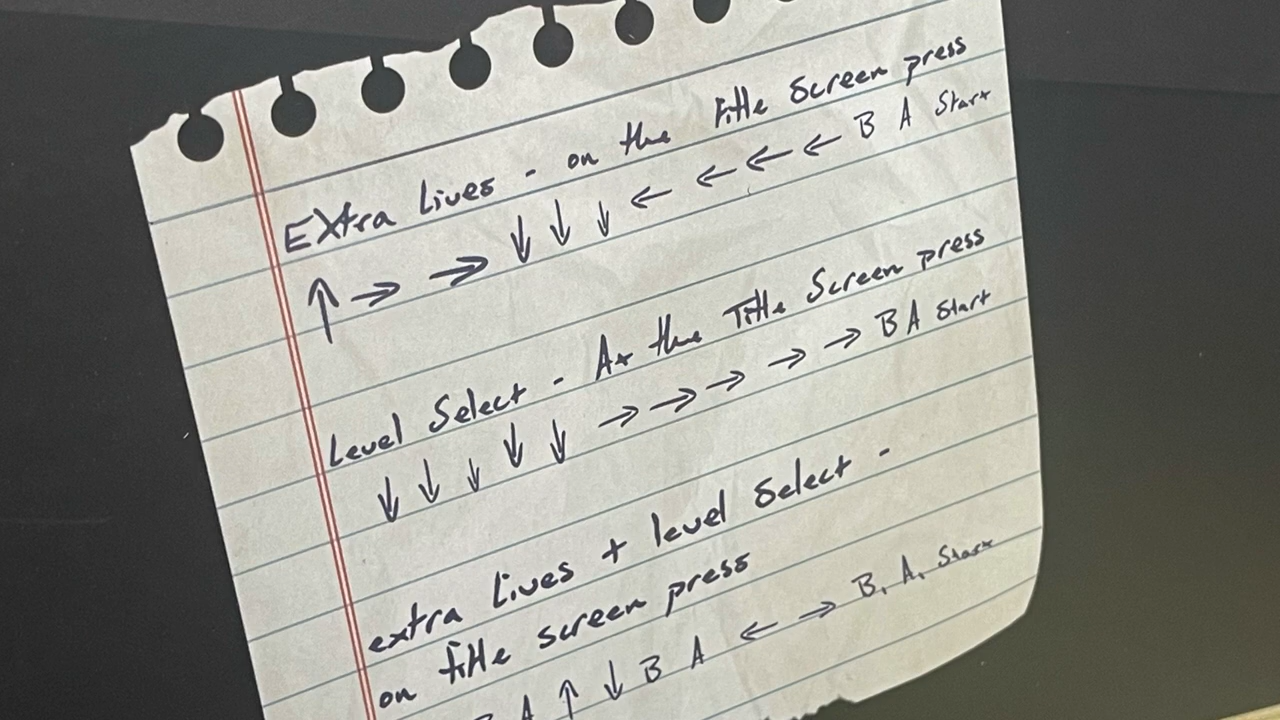 Extra Lives - on the title screen press
↑ → → ↓ ↓ ↓ ← ← ← ← B A Start
Level Select - At the Title Screen press
↓ ↓ ↓ ↓ ↓ → → → → → B A Start
extra Lives + level Select -
on title screen press
A ↑ ↓ B A ← → B, A, Start